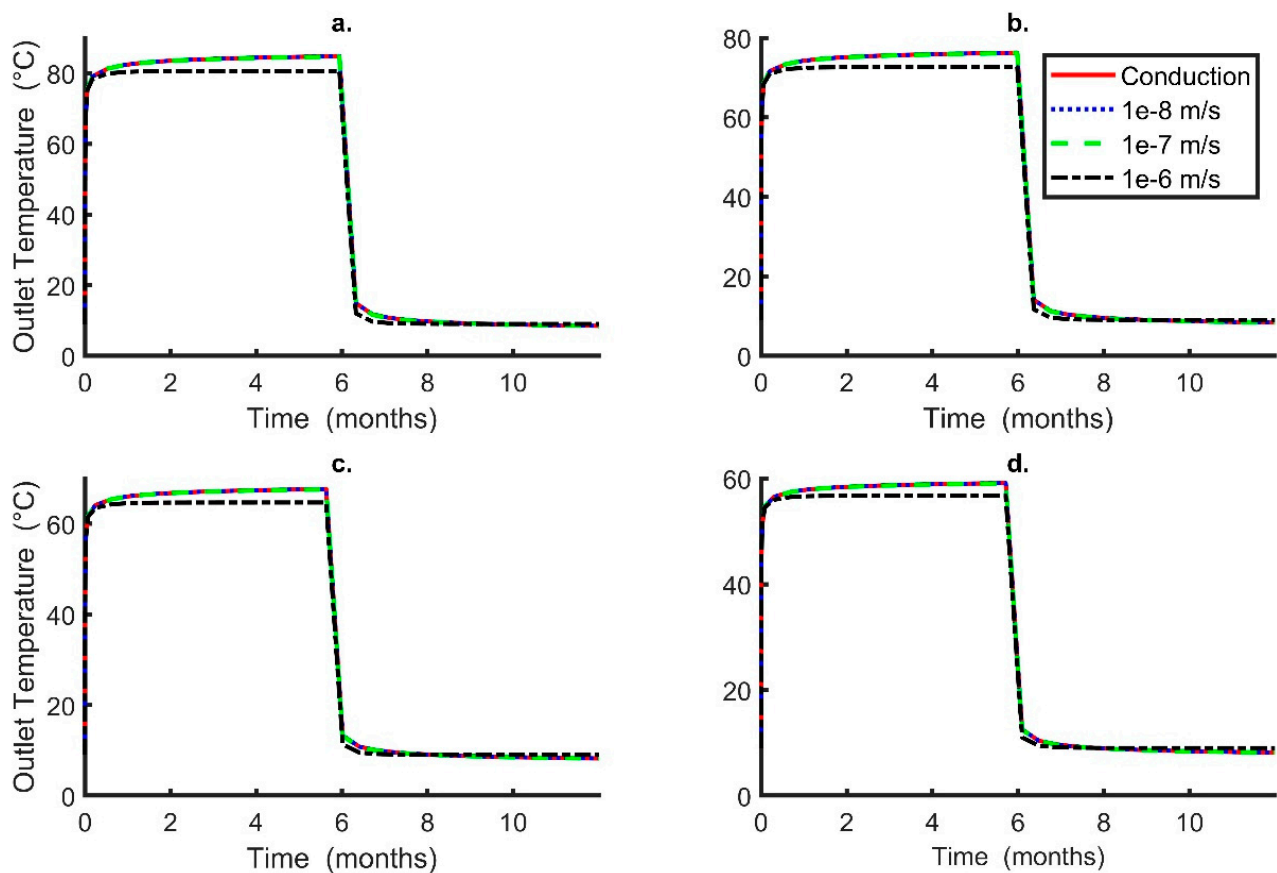 a.
Outlet Temperature (°C)
80
60
40
20
0
0 2 4 6 8 10
Time (months)
b.
80
60
40
20
0
0 2 4 6 8 10
Time (months)
Conduction
1e-8 m/s
1e-7 m/s
1e-6 m/s
c.
Outlet Temperature (°C)
60
40
20
0
0 2 4 6 8 10
Time (months)
d.
60
40
20
0
0 2 4 6 8 10
Time (months)